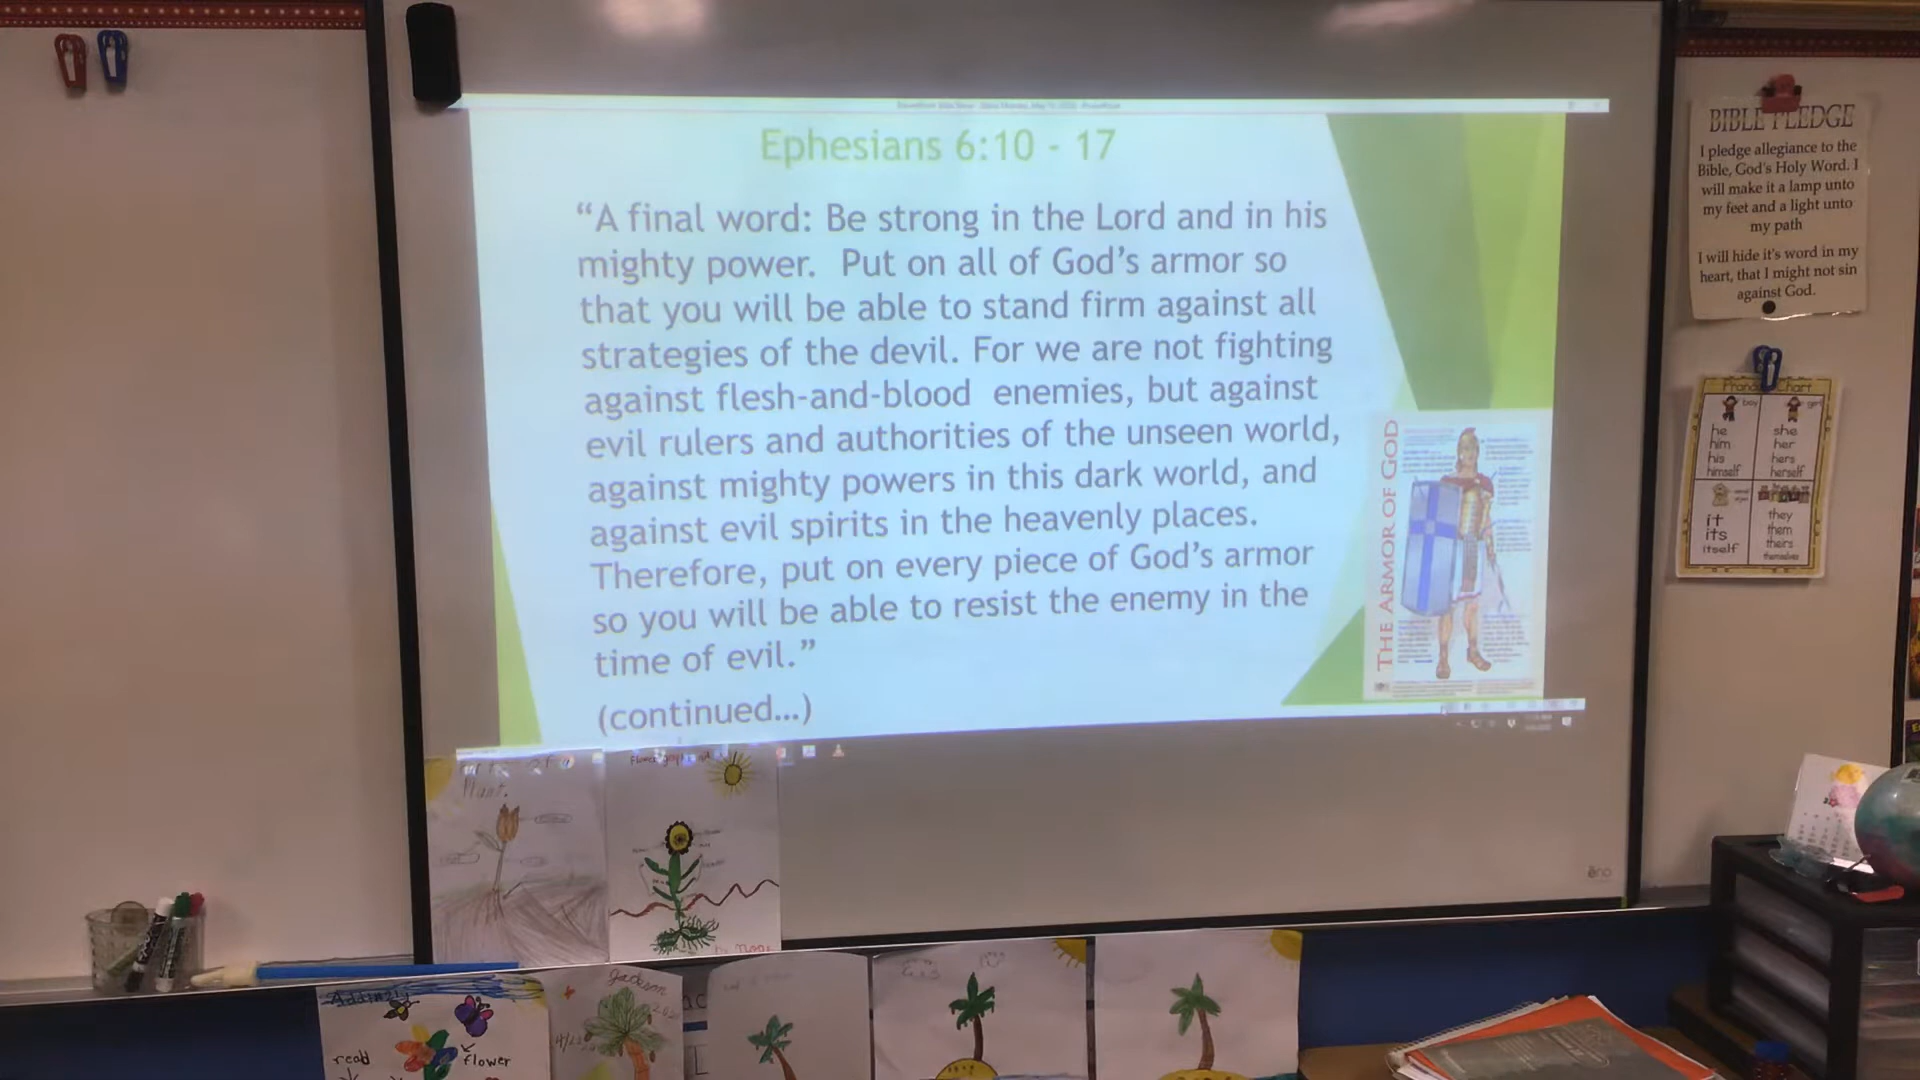 Ephesians 6:10 - 17
“A final word: Be strong in the Lord and in his
mighty power. Put on all of God’s armor so
that you will be able to stand firm against all
strategies of the devil. For we are not fighting
against flesh-and-blood enemies, but against
evil rulers and authorities of the unseen world,
against mighty powers in this dark world, and
against evil spirits in the heavenly places.
Therefore, put on every piece of God’s armor
so you will be able to resist the enemy in the
time of evil.”
(continued...)
THE ARMOR OF GOD
BIBLE PLEDGE
I pledge allegiance to the
Bible, God's Holy Word. I
will make it a lamp unto
my feet and a light unto
my path
I will hide it's word in my
heart, that I might not sin
against God.
Chart
boy
girl
he
him
his
himself
she
her
hers
herself
it
its
itself
they
them
theirs
themselves
eno
Plant.
Jackson
read
flower